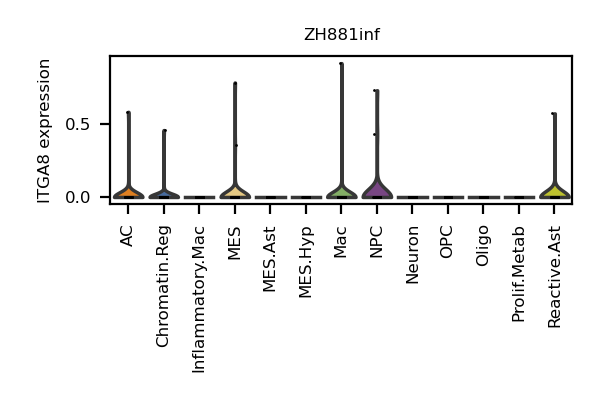 ZH881inf
ITGA8 expression
0.5
0.0
AC
Chromatin.Reg
Inflammatory.Mac
MES
MES.Ast
MES.Hyp
Mac
NPC
Neuron
OPC
Oligo
Prolif.Metab
Reactive.Ast